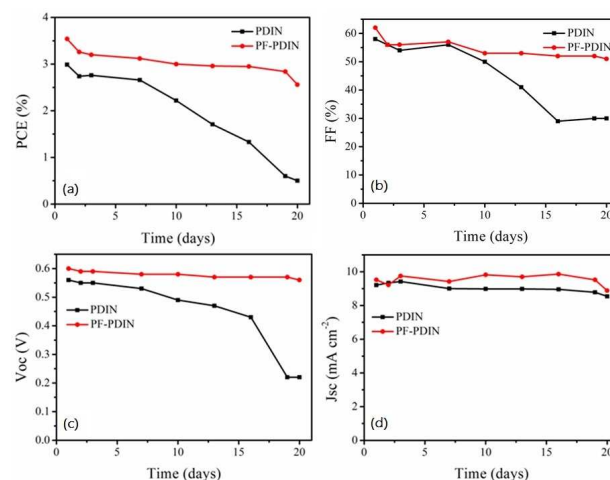 4
3
2
1
0
PCE (%)
PDIN
PF-PDIN
(a)
0
5
10
15
20
Time (days)
60
50
40
30
20
10
0
FF (%)
PDIN
PF-PDIN
(b)
0
5
10
15
20
Time (days)
0.6
0.5
0.4
0.3
0.2
0.1
0.0
Voc (V)
PDIN
PF-PDIN
(c)
0
5
10
15
20
Time (days)
10
8
6
4
2
0
Jsc (mA cm-2)
PDIN
PF-PDIN
(d)
0
5
10
15
20
Time (days)